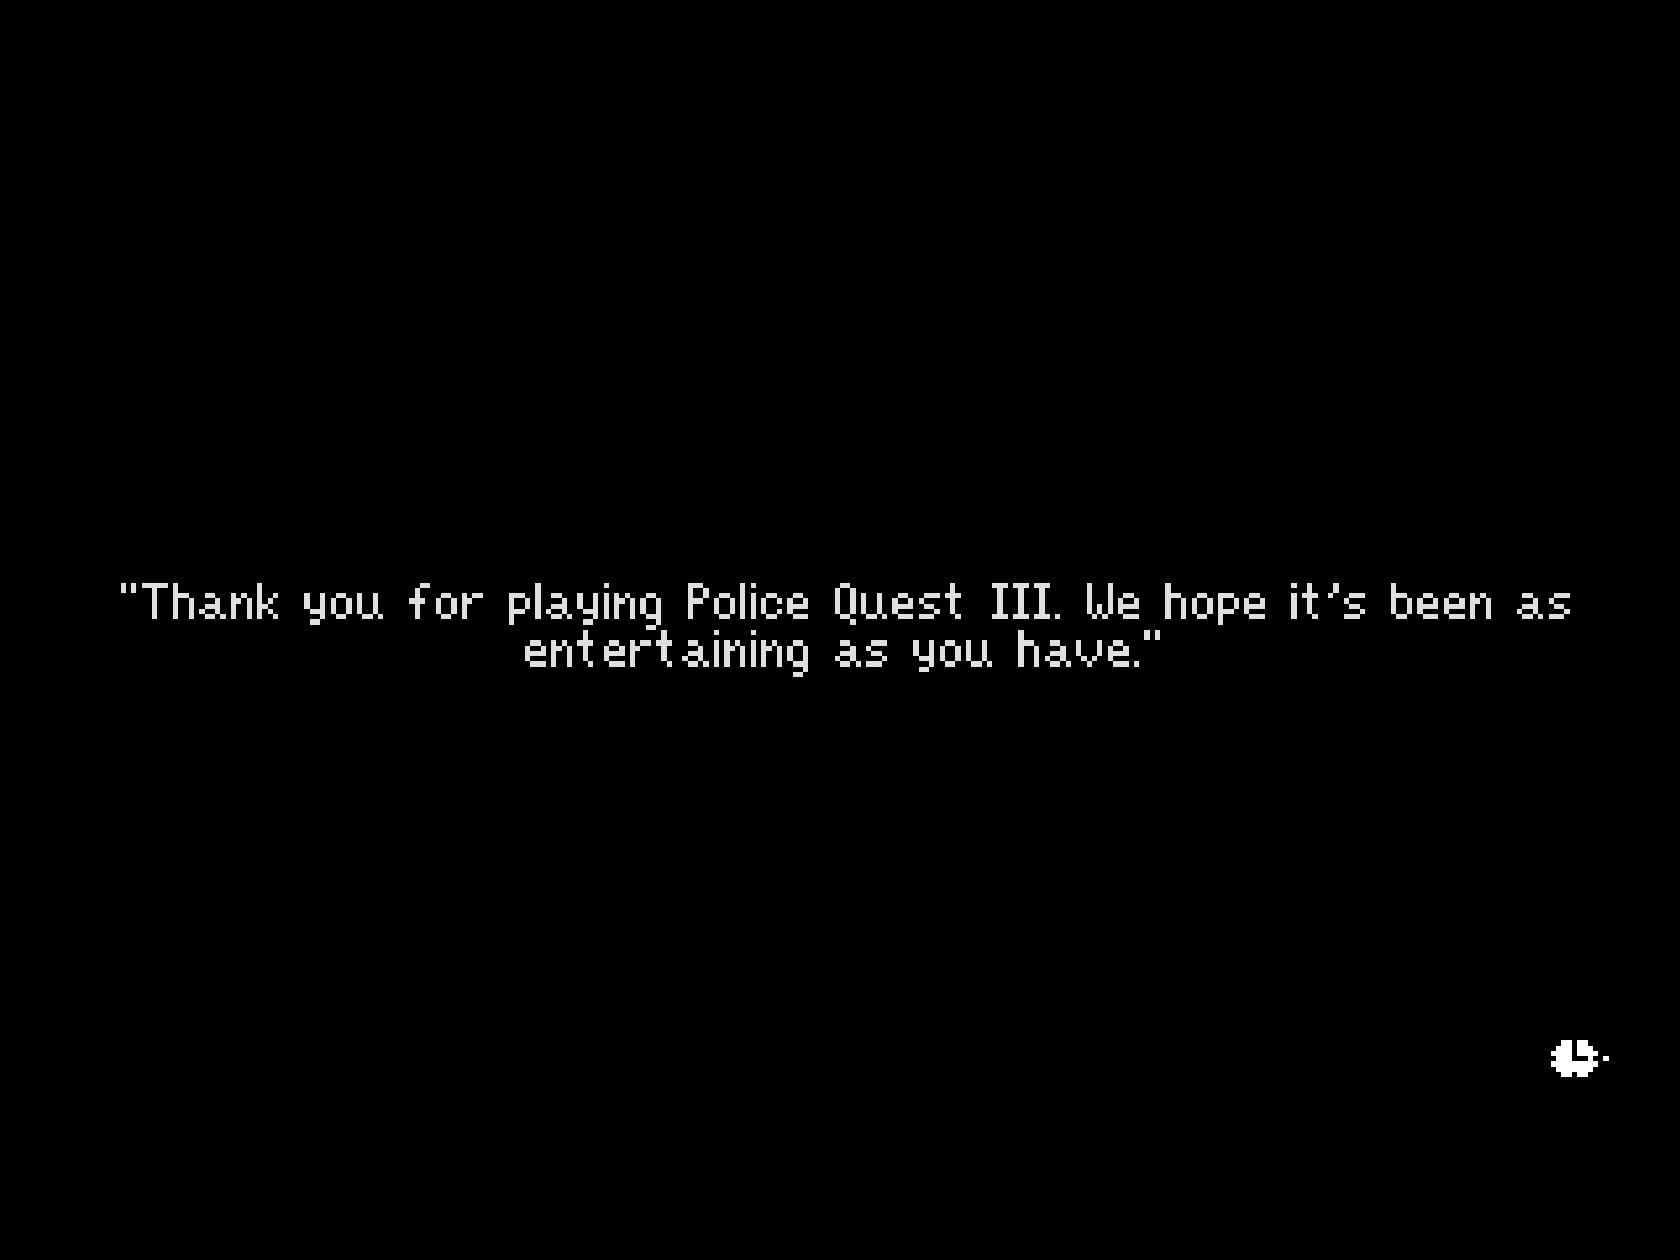 "Thank you for playing Police Quest III. We hope it's been as
entertaining as you have."